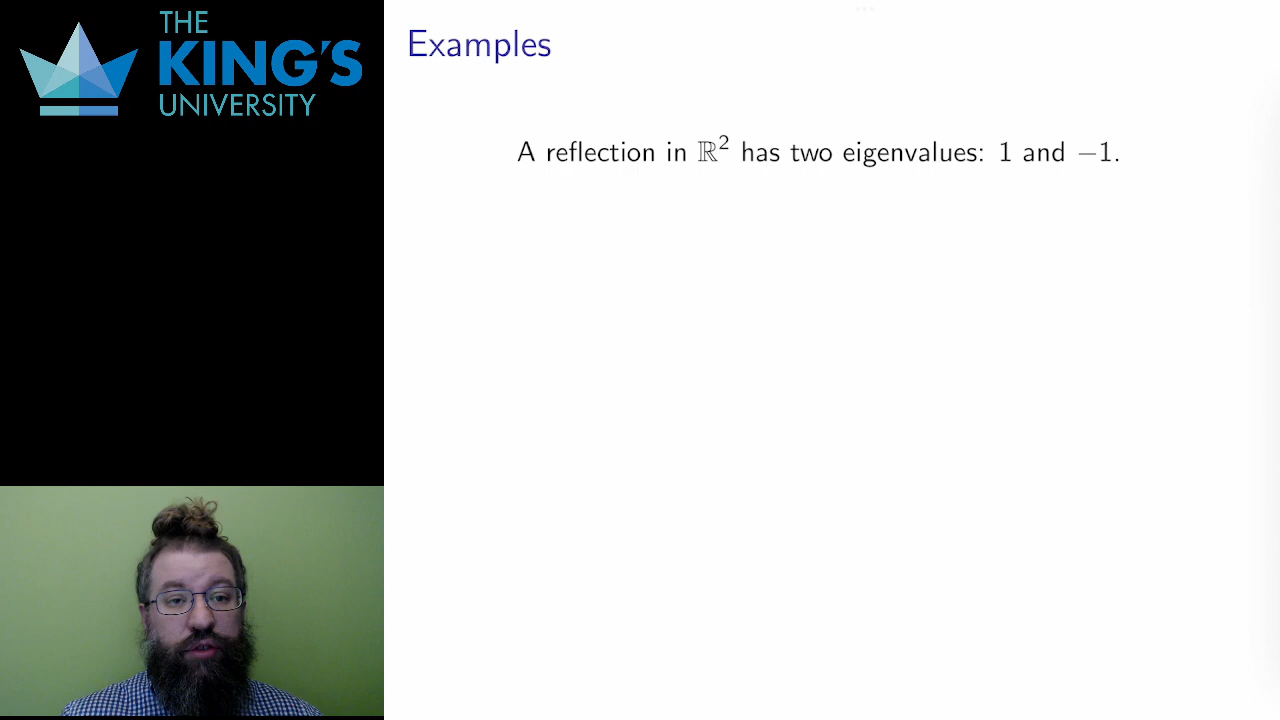 THE
KING'S
UNIVERSITY
Examples
A reflection in ℝ² has two eigenvalues: 1 and −1.